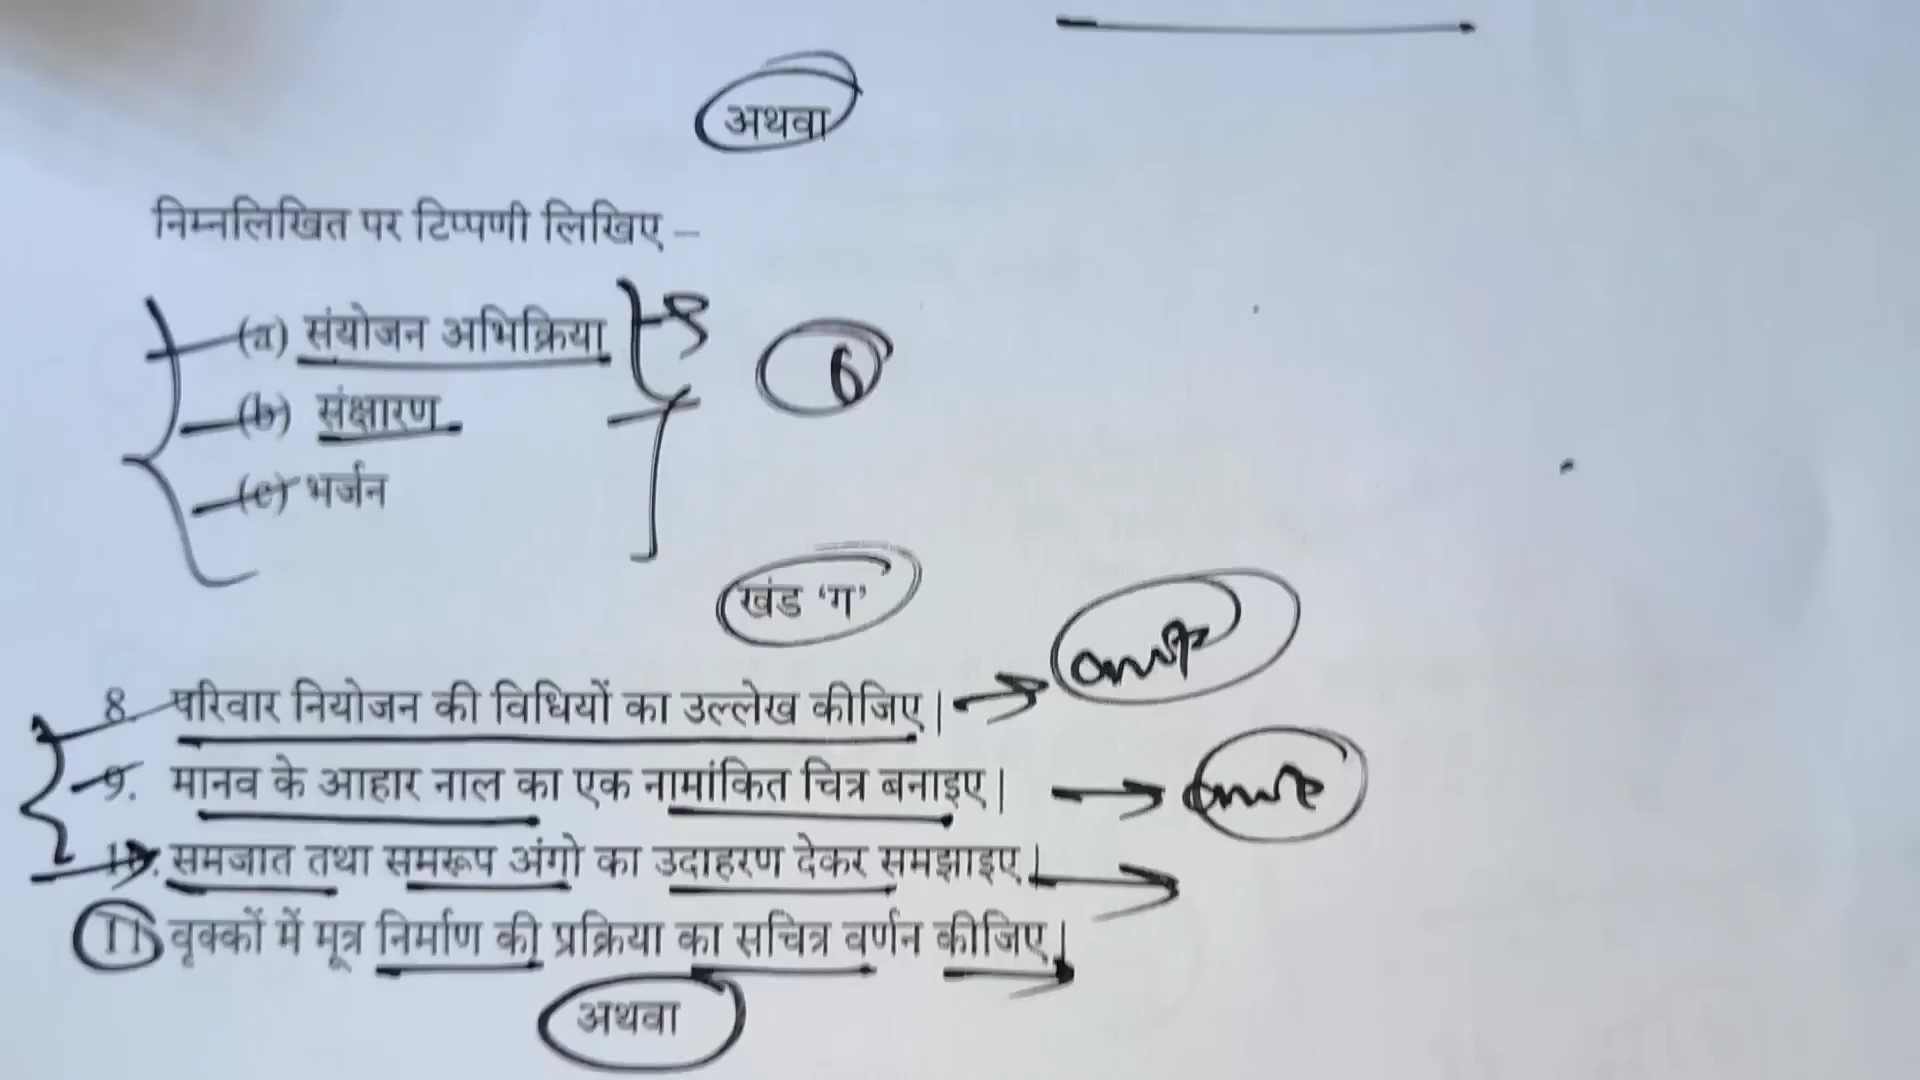 अथवा
निम्नलिखित पर टिप्पणी लिखिए –
(a) संयोजन अभिक्रिया
(b) संक्षारण
(c) भर्जन
6
खंड ‘ग’
8. परिवार नियोजन की विधियों का उल्लेख कीजिए।
9. मानव के आहार नाल का एक नामांकित चित्र बनाइए।
समजात तथा समरूप अंगो का उदाहरण देकर समझाइए।
11 वृक्कों में मूत्र निर्माण की प्रक्रिया का सचित्र वर्णन कीजिए।
अथवा